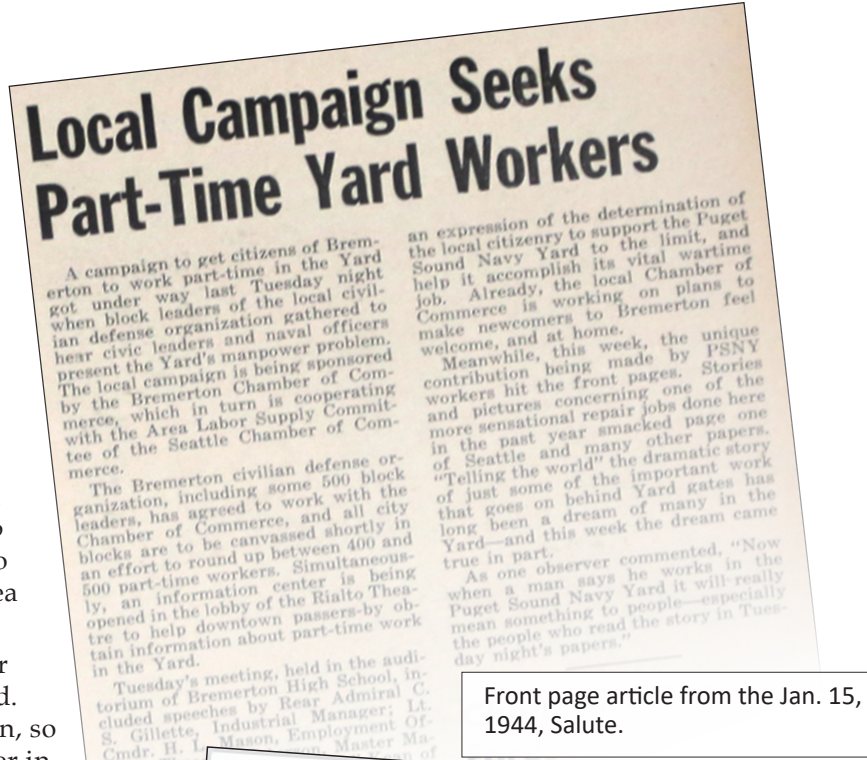 Local Campaign Seeks
Part-Time Yard Workers
A campaign to get citizens of Brem-
erton to work part-time in the Yard
got under way last Tuesday night
when block leaders of the local civil-
ian defense organization gathered to
hear civic leaders and naval officers
present the Yard's manpower problem.
The local campaign is being sponsored
by the Bremerton Chamber of Com-
merce, which in turn is cooperating
with the Area Labor Supply Commit-
tee of the Seattle Chamber of Com-
merce.
The Bremerton civilian defense or-
ganization, including some 500 block
leaders, has agreed to work with the
Chamber of Commerce, and all city
blocks are to be canvassed shortly in
an effort to round up between 400 and
500 part-time workers. Simultaneous-
ly, an information center is being
opened in the lobby of the Rialto Thea-
tre to help downtown passers-by ob-
tain information about part-time work
in the Yard.
Tuesday's meeting, held in the audi-
torium of Bremerton High School, in-
cluded speeches by Rear Admiral C.
S. Gillette, Industrial Manager; Lt.
Cmdr. H. L. Mason, Employment Of-
Master Ma-
of
an expression of the determination of
the local citizenry to support the Puget
Sound Navy Yard to the limit, and
help it accomplish its vital wartime
job. Already, the local Chamber of
Commerce is working on plans to
make newcomers to Bremerton feel
welcome, and at home.
Meanwhile, this week, the unique
contribution being made by PSNY
workers hit the front pages. Stories
and pictures concerning one of the
more sensational repair jobs done here
in the past year smacked page one
of Seattle and many other papers.
"Telling the world" the dramatic story
of just some of the important work
that goes on behind Yard gates has
long been a dream of many in the
Yard—and this week the dream came
true in part.
As one observer commented, "Now
when a man says he works in the
Puget Sound Navy Yard it will really
mean something to people—especially
the people who read the story in Tues-
day night's papers."
Front page article from the Jan. 15,
1944, Salute.
n, so